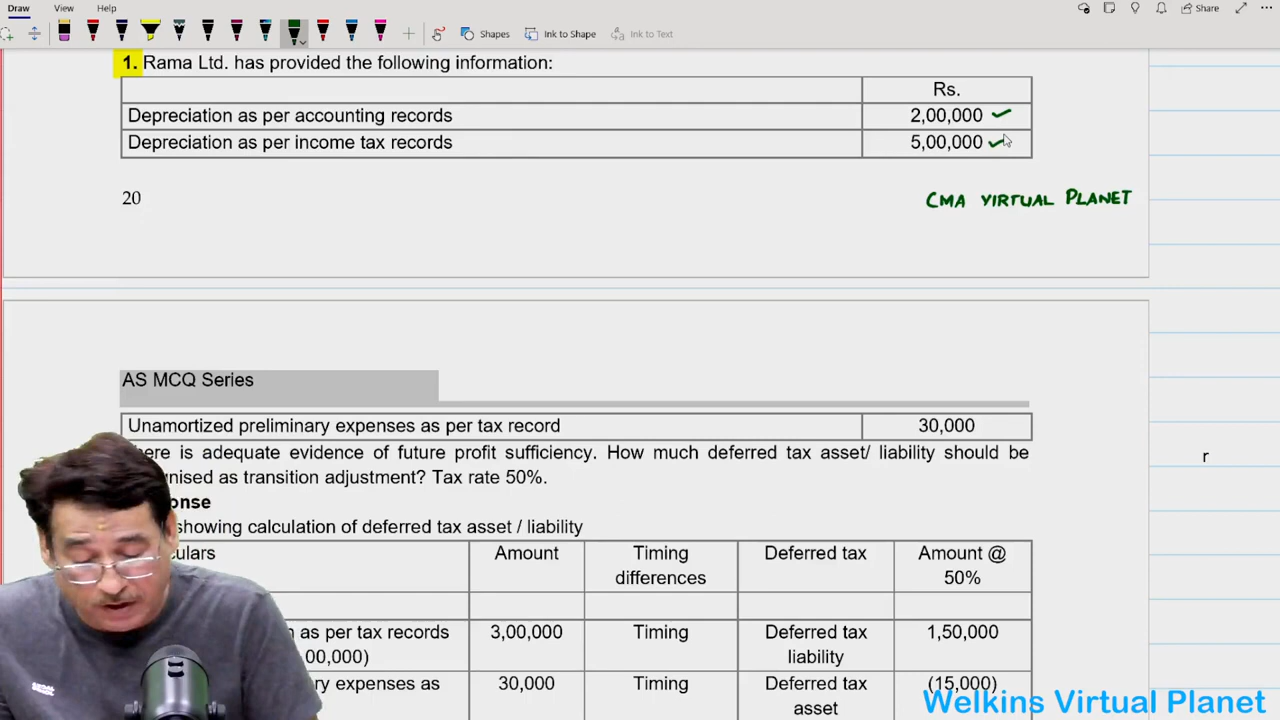 Draw View Help
Share
Shapes Ink to Shape Ink to Text
1. Rama Ltd. has provided the following information:
Rs.
Depreciation as per accounting records 2,00,000
Depreciation as per income tax records 5,00,000
20
CMA VIRTUAL PLANET
AS MCQ Series
Unamortized preliminary expenses as per tax record 30,000
here is adequate evidence of future profit sufficiency. How much deferred tax asset/ liability should be
nised as transition adjustment? Tax rate 50%.
r
onse
showing calculation of deferred tax asset / liability
culars Amount Timing differences Deferred tax Amount @ 50%
as per tax records 3,00,000 Timing Deferred tax liability 1,50,000
00,000)
ry expenses as 30,000 Timing Deferred tax asset (15,000)
Welkins Virtual Planet